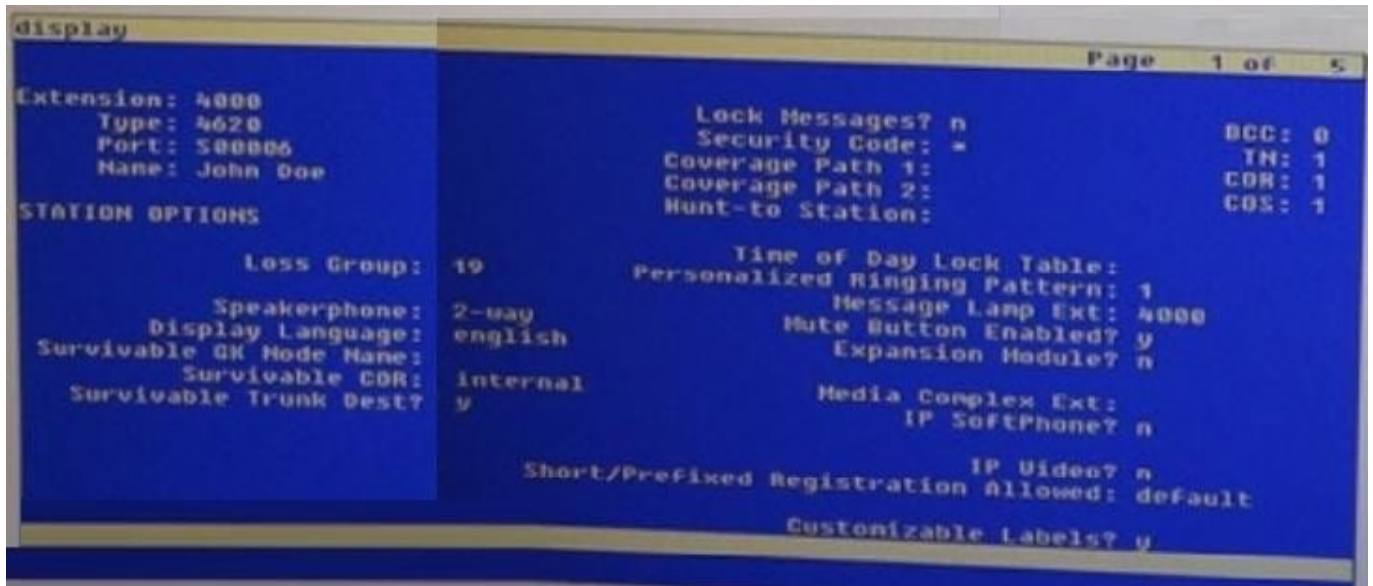 display
Page 1 of 5
Extension: 4000 Lock Messages? n BCC: 0
Type: 4620 Security Code: * TN: 1
Port: S00006 Coverage Path 1: COR: 1
Name: John Doe Coverage Path 2: COS: 1
Hunt-to Station:
STATION OPTIONS
Time of Day Lock Table:
Loss Group: 19 Personalized Ringing Pattern: 1
Message Lamp Ext: 4000
Speakerphone: 2-way Mute Button Enabled? y
Display Language: english Expansion Module? n
Survivable GK Node Name:
Survivable COR: internal Media Complex Ext:
Survivable Trunk Dest? y IP SoftPhone? n
IP Video? n
Short/Prefixed Registration Allowed: default
Customizable Labels? y